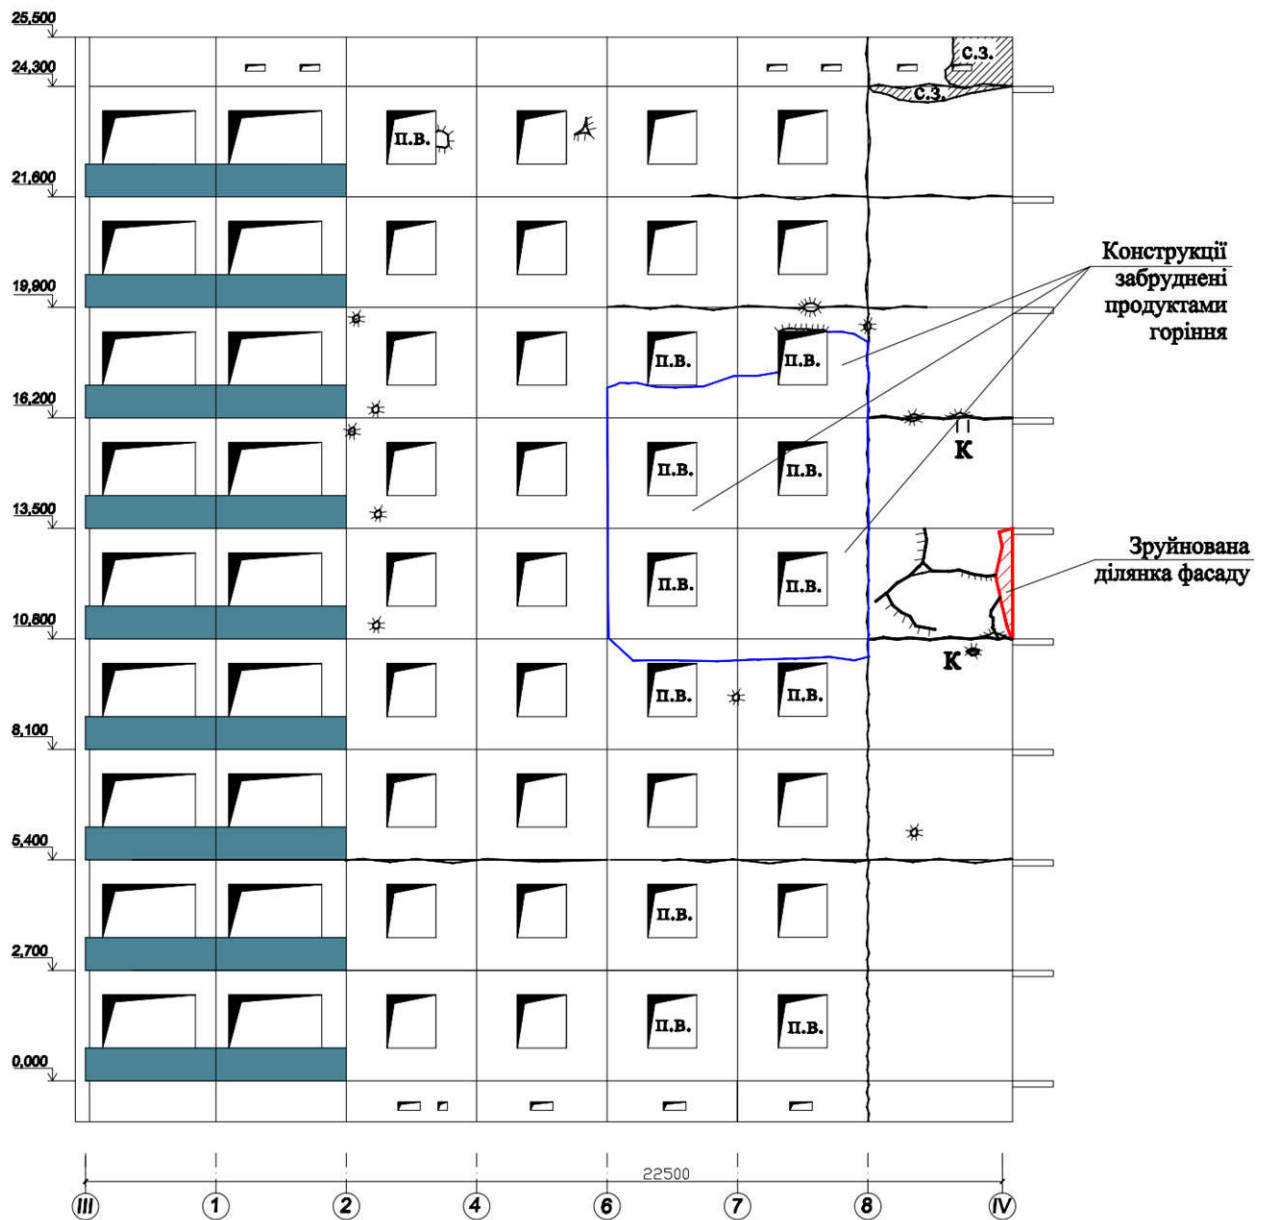 25,500
с.з.
24,300
с.з.
п.в.
21,600
Конструкції
забруднені
продуктами
горіння
19,900
п.в. п.в.
16,200
К
п.в. п.в.
13,500
Зруйнована
ділянка фасаду
п.в. п.в.
10,800
К
п.в. п.в.
8,100
5,400
п.в.
2,700
п.в. п.в.
0,000
22500
III 1 2 4 6 7 8 IV